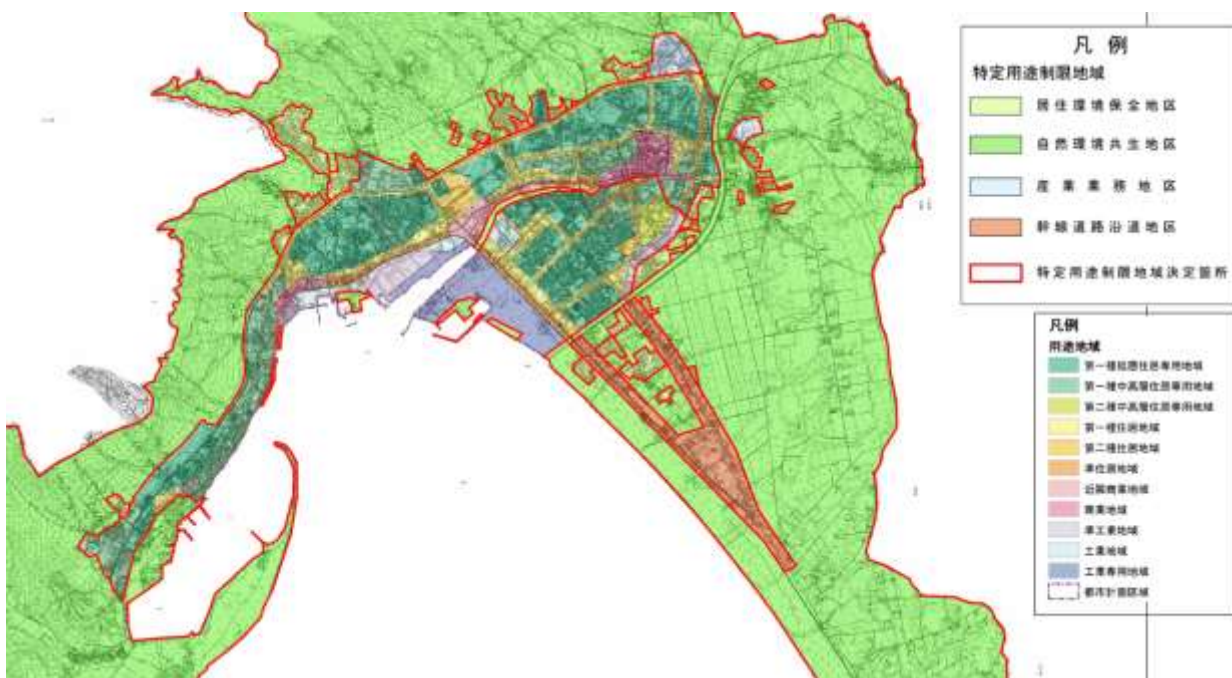 凡例
特定用途制限地域
居住環境保全地区
自然環境共生地区
産業業務地区
幹線道路沿道地区
特定用途制限地域決定箇所
凡例
用途地域
第一種低層住居専用地域
第一種中高層住居専用地域
第二種中高層住居専用地域
第一種住居地域
第二種住居地域
準住居地域
近隣商業地域
商業地域
準工業地域
工業地域
工業専用地域
都市計画区域